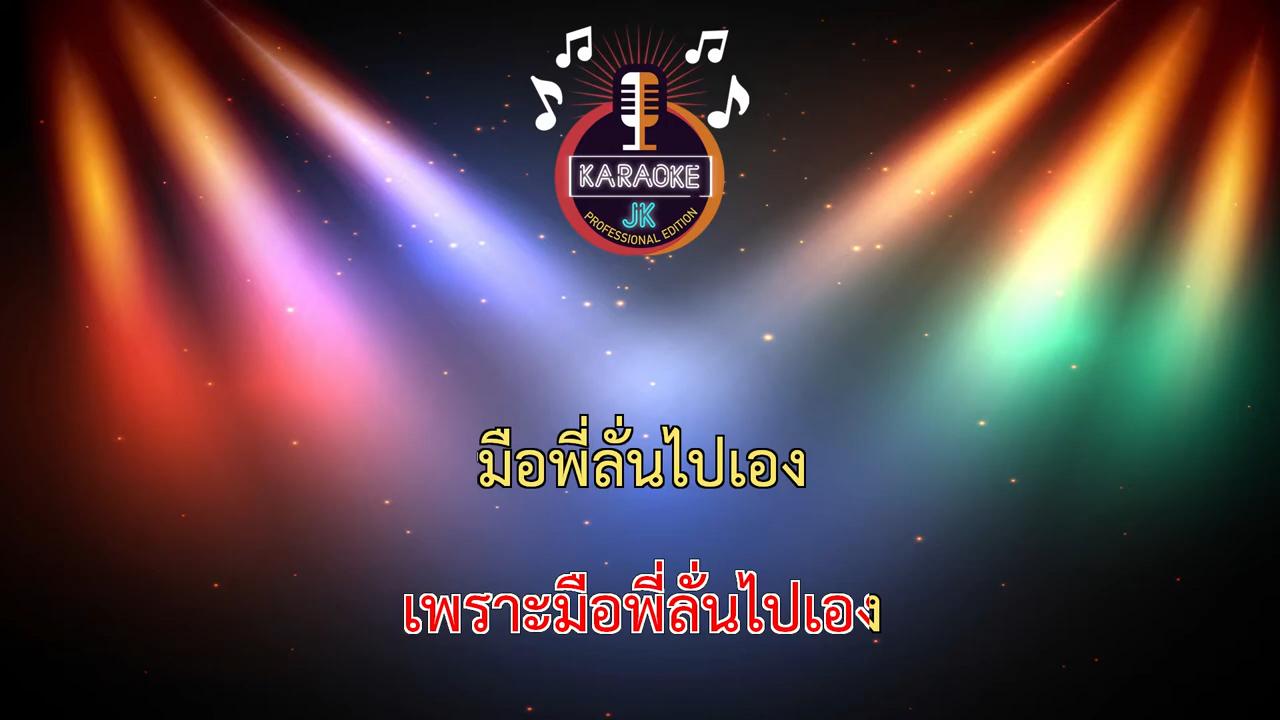 KARAOKE
JK
PROFESSIONAL EDITION
มือพี่ลั่นไปเอง
เพราะมือพี่ลั่นไปเอง